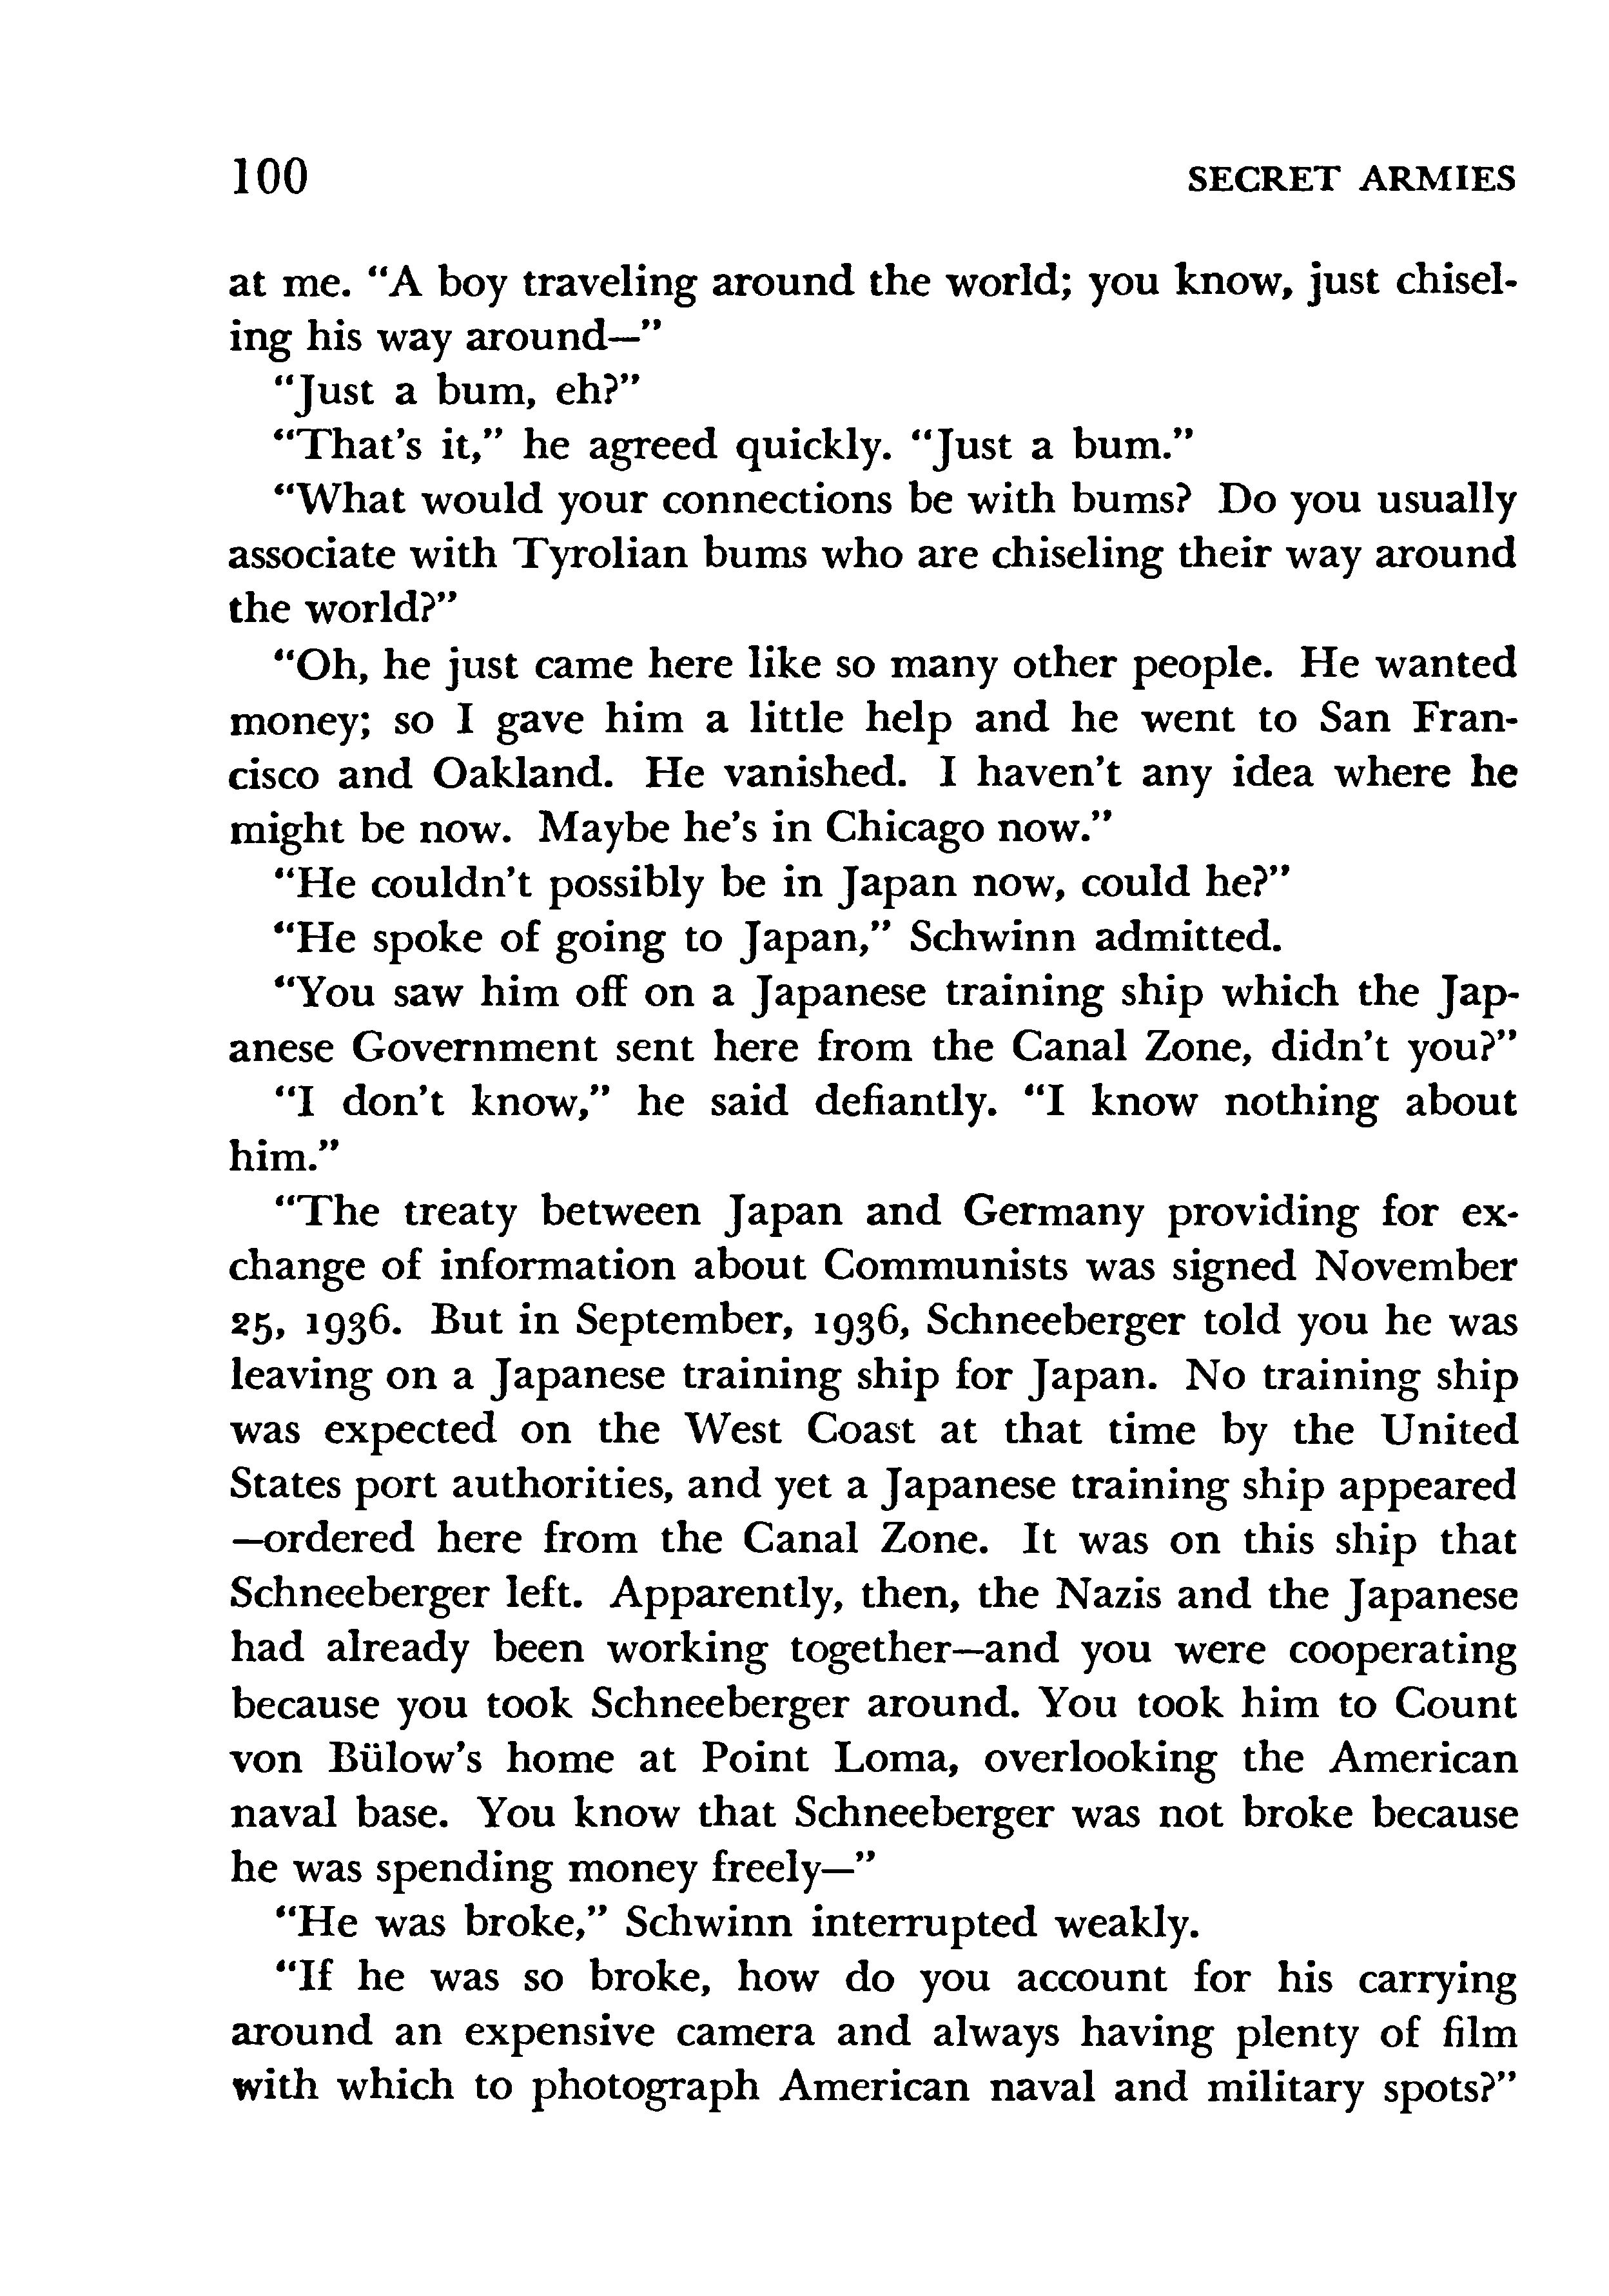 100 SECRET ARMIES
at me. “A boy traveling around the world; you know, just chisel-
ing his way around—”
“Just a bum, eh?”
“That’s it,” he agreed quickly. “Just a bum.”
“What would your connections be with bums? Do you usually
associate with Tyrolian bums who are chiseling their way around
the world?”
“Oh, he just came here like so many other people. He wanted
money; so I gave him a little help and he went to San Fran-
cisco and Oakland. He vanished. I haven’t any idea where he
might be now. Maybe he’s in Chicago now.”
“He couldn’t possibly be in Japan now, could he?”
“He spoke of going to Japan,” Schwinn admitted.
“You saw him off on a Japanese training ship which the Jap-
anese Government sent here from the Canal Zone, didn’t you?”
“I don’t know,” he said defiantly. “I know nothing about
him.”
“The treaty between Japan and Germany providing for ex-
change of information about Communists was signed November
25, 1936. But in September, 1936, Schneeberger told you he was
leaving on a Japanese training ship for Japan. No training ship
was expected on the West Coast at that time by the United
States port authorities, and yet a Japanese training ship appeared
—ordered here from the Canal Zone. It was on this ship that
Schneeberger left. Apparently, then, the Nazis and the Japanese
had already been working together—and you were cooperating
because you took Schneeberger around. You took him to Count
von Bülow’s home at Point Loma, overlooking the American
naval base. You know that Schneeberger was not broke because
he was spending money freely—”
“He was broke,” Schwinn interrupted weakly.
“If he was so broke, how do you account for his carrying
around an expensive camera and always having plenty of film
with which to photograph American naval and military spots?”